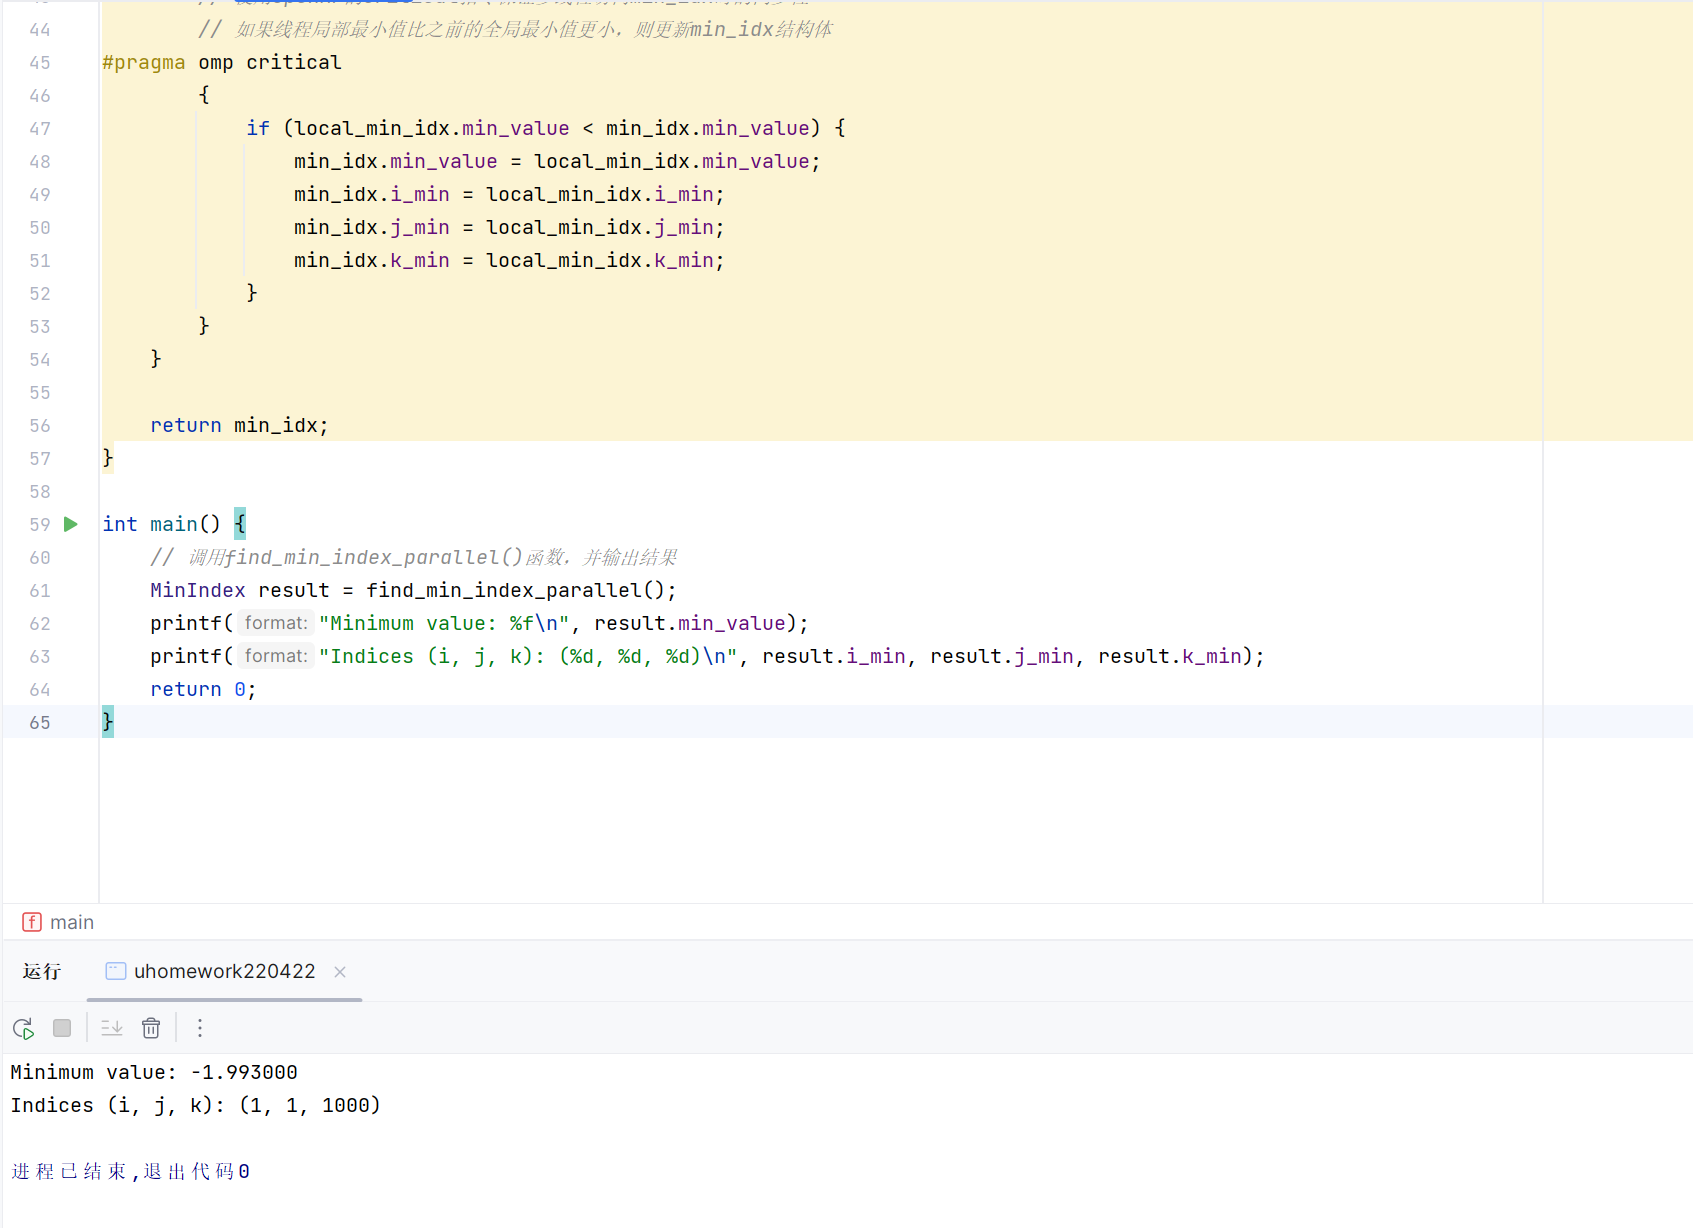 44 // 如果线程局部最小值比之前的全局最小值更小，则更新min_idx结构体
45 #pragma omp critical
46 {
47 if (local_min_idx.min_value < min_idx.min_value) {
48 min_idx.min_value = local_min_idx.min_value;
49 min_idx.i_min = local_min_idx.i_min;
50 min_idx.j_min = local_min_idx.j_min;
51 min_idx.k_min = local_min_idx.k_min;
52 }
53 }
54 }
55
56 return min_idx;
57 }
58
59 int main() {
60 // 调用find_min_index_parallel()函数，并输出结果
61 MinIndex result = find_min_index_parallel();
62 printf( format: "Minimum value: %f\n", result.min_value);
63 printf( format: "Indices (i, j, k): (%d, %d, %d)\n", result.i_min, result.j_min, result.k_min);
64 return 0;
65 }
f main
运行 uhomework220422 ×
Minimum value: -1.993000
Indices (i, j, k): (1, 1, 1000)
进程已结束,退出代码0